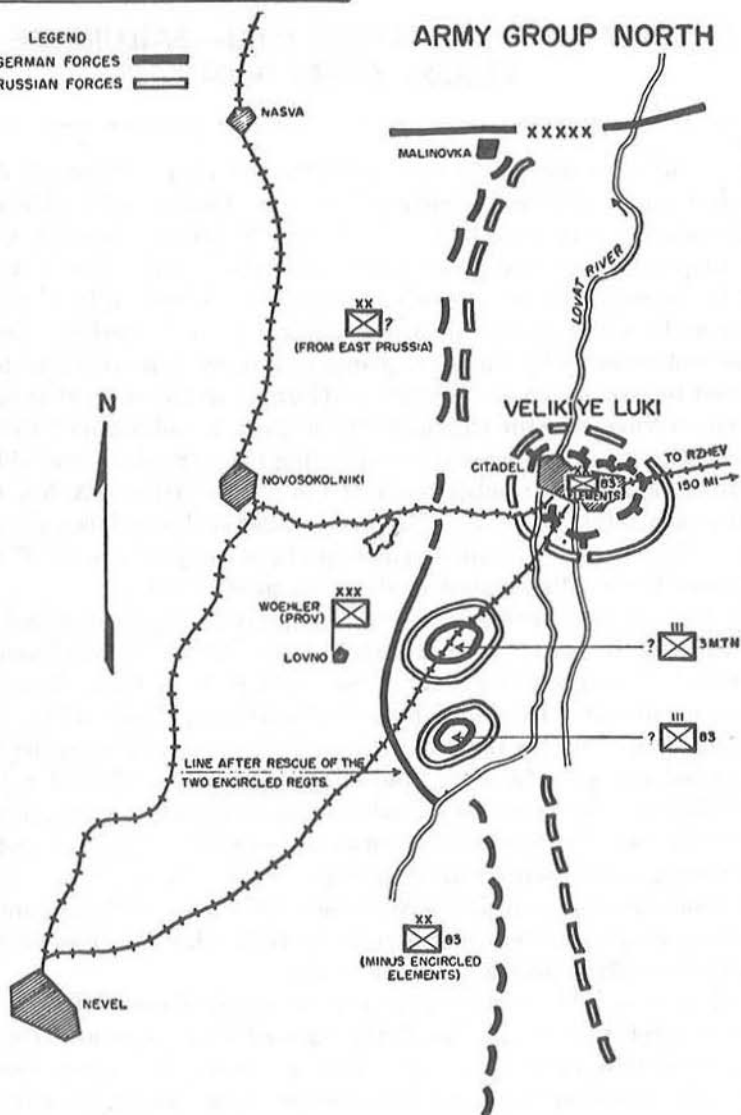 LEGEND
GERMAN FORCES
RUSSIAN FORCES
ARMY GROUP NORTH
NASVA
XXXXX
MALINOVKA
LOVAT RIVER
XX
?
(FROM EAST PRUSSIA)
N
VELIKIYE LUKI
CITADEL
TO RZHEV
150 MI
XX
83
ELEMENTS
NOVOSOKOLNIKI
XXX
WOEHLER
(PROV)
LOVNO
III
? 3 MTN
III
? 83
LINE AFTER RESCUE OF THE
TWO ENCIRCLED REGTS.
XX
83
(MINUS ENCIRCLED
ELEMENTS)
NEVEL